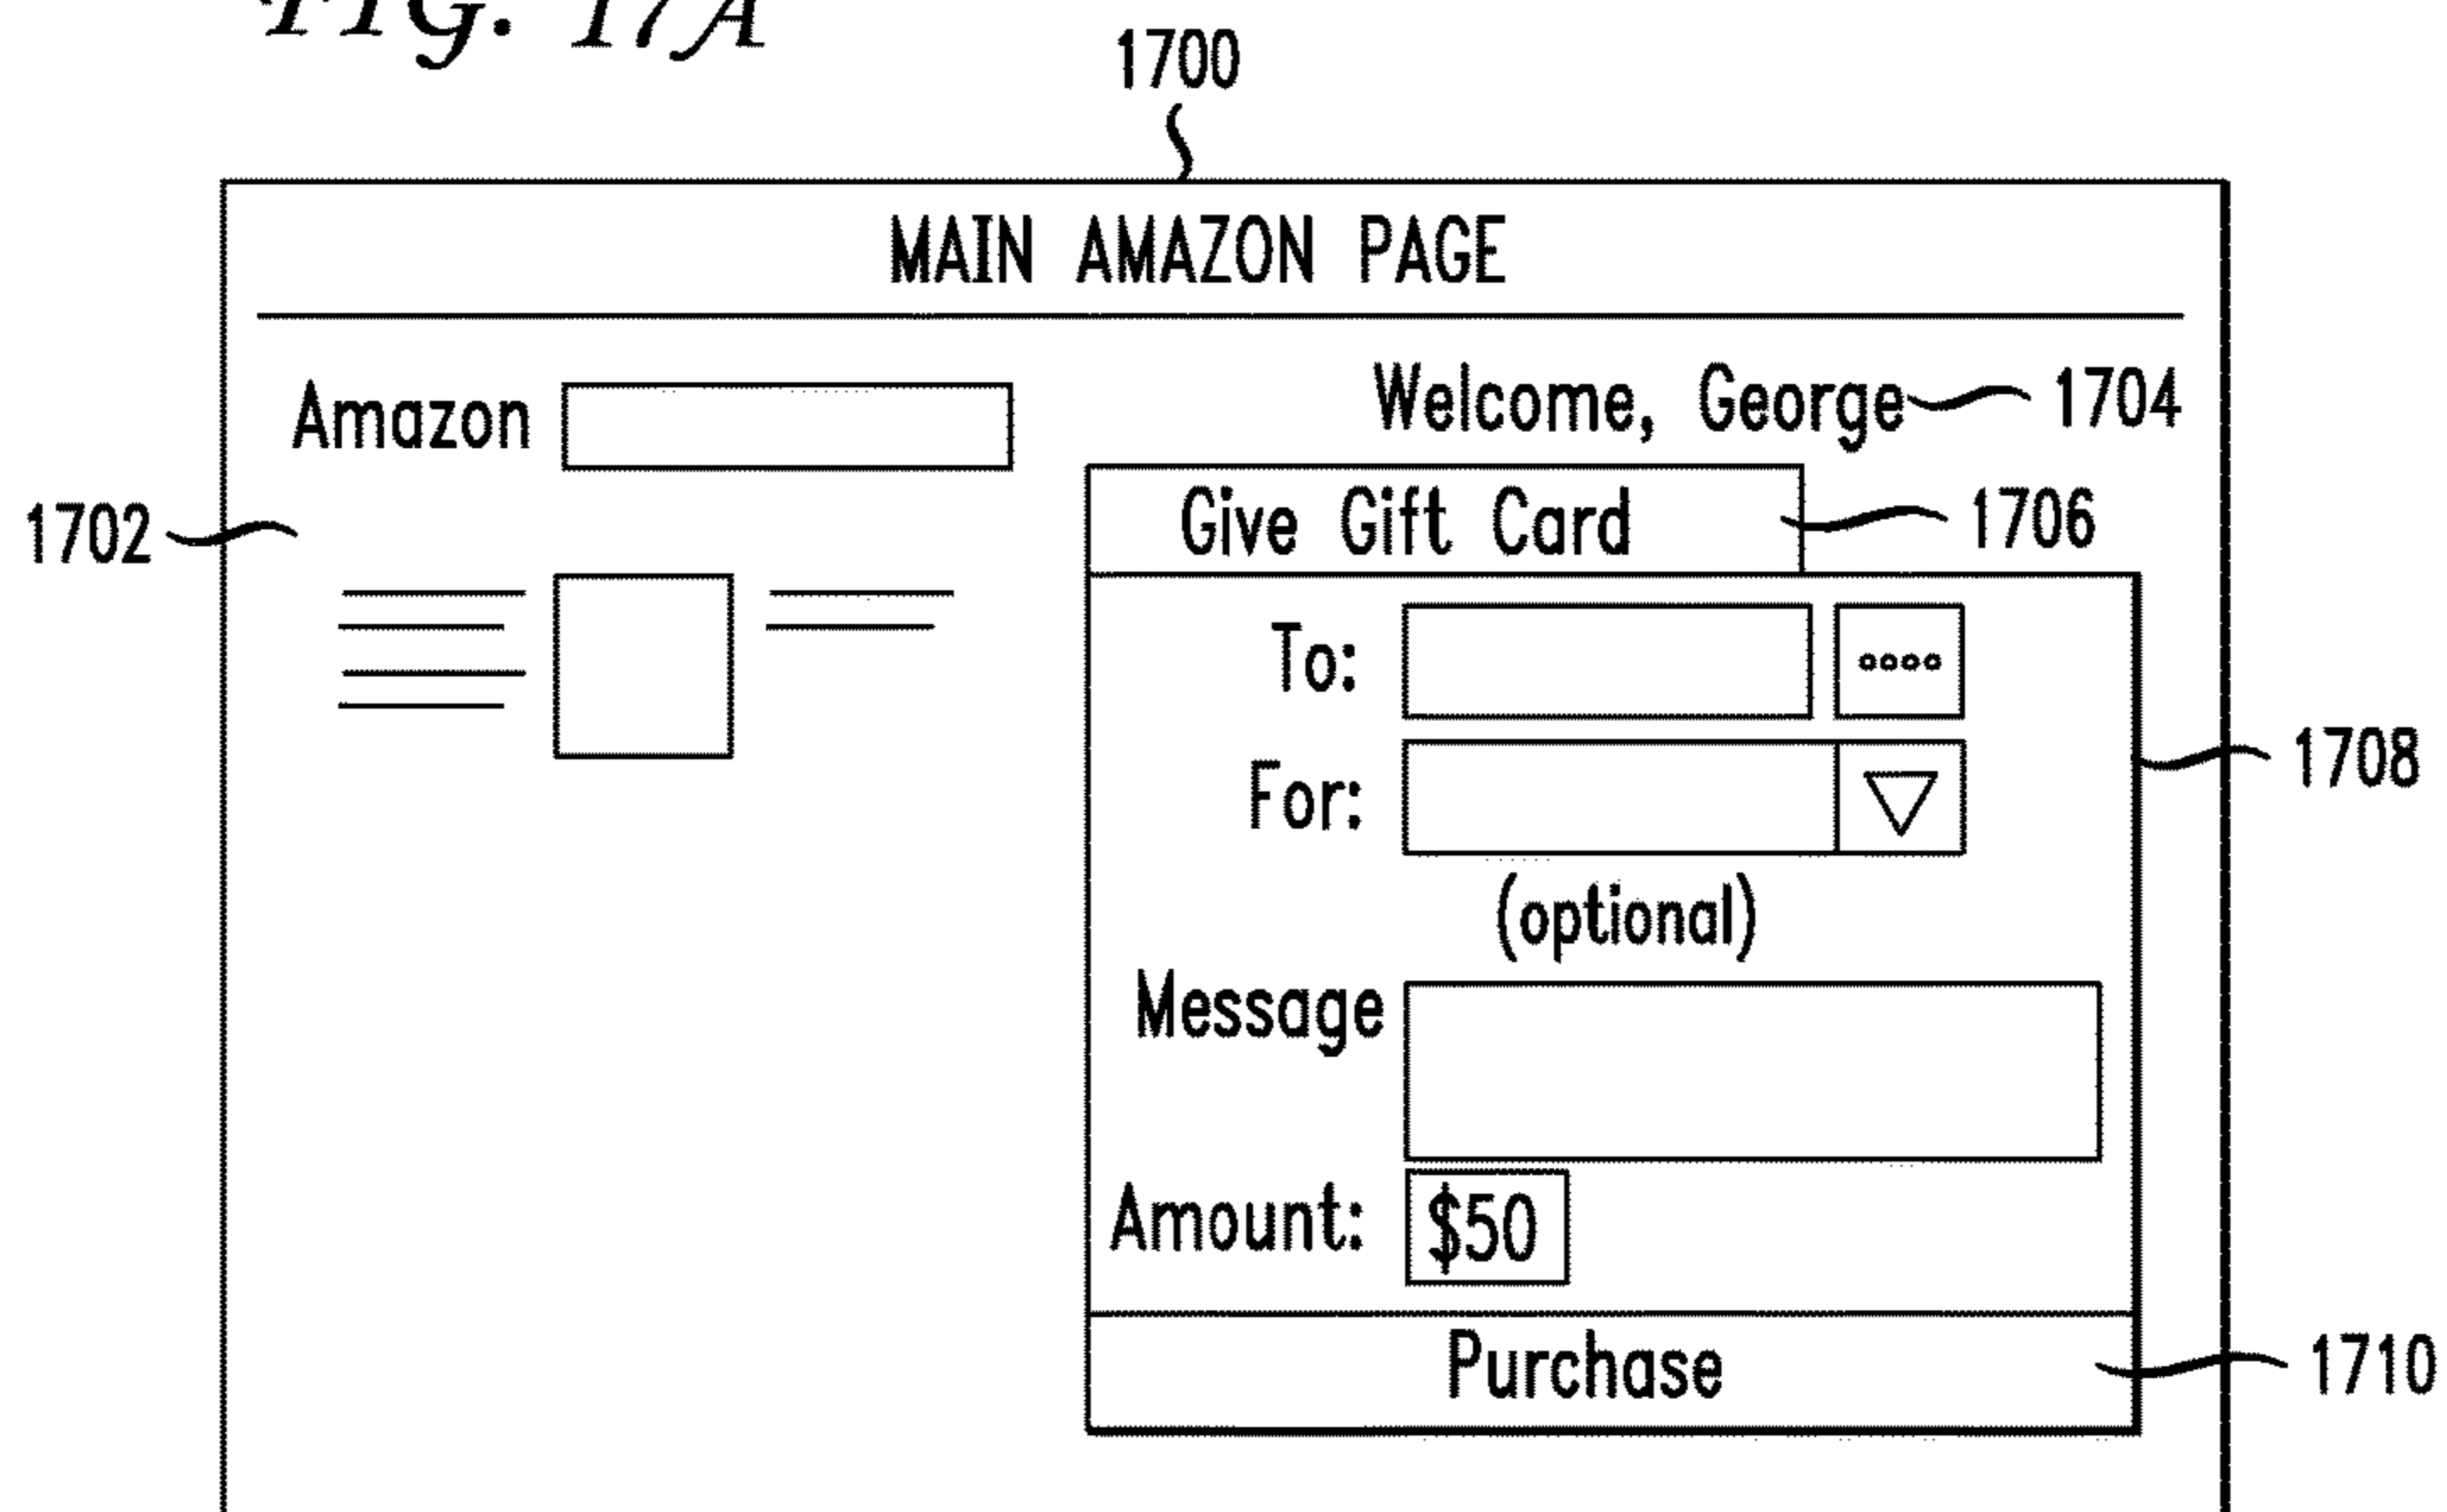 FIG. 17A
1700
MAIN AMAZON PAGE
Amazon
Welcome, George 1704
1702
Give Gift Card 1706
To:
For:
1708
(optional)
Message
Amount: $50
Purchase 1710